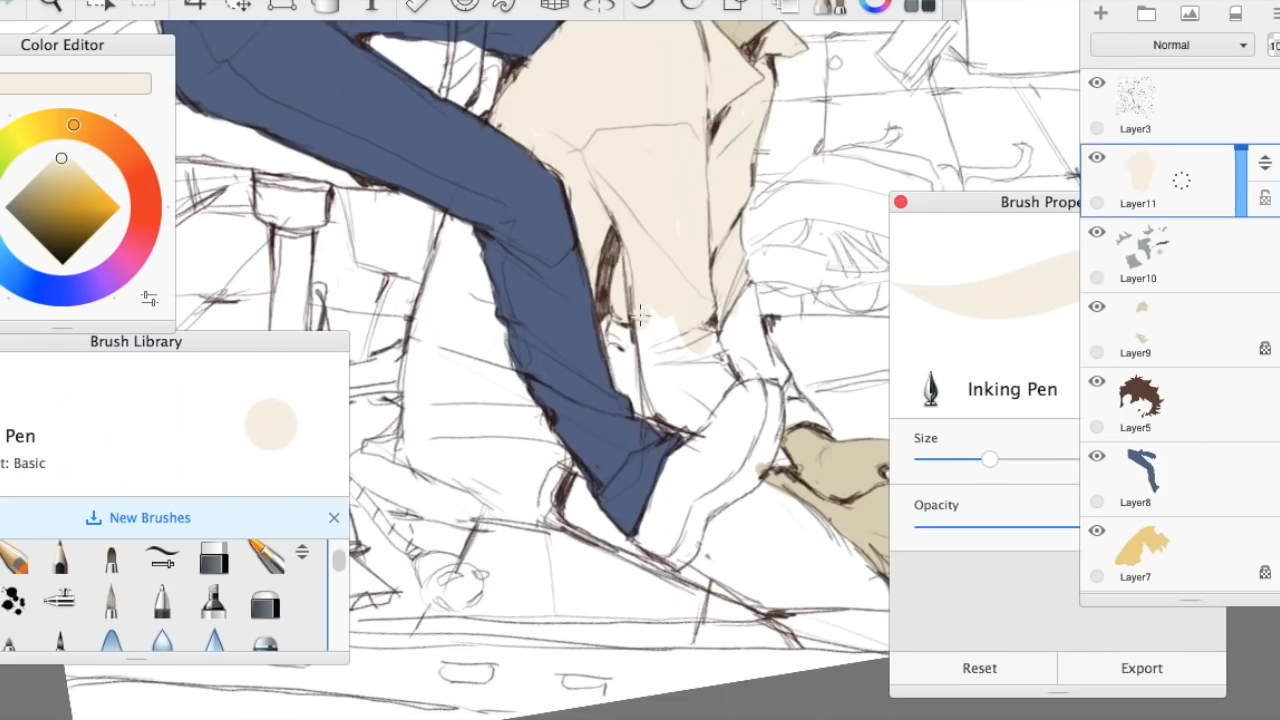 Color Editor
Brush Library
Pen
t: Basic
New Brushes
Brush Prope
Inking Pen
Size
Opacity
Reset
Export
Normal
Layer3
Layer11
Layer10
Layer9
Layer5
Layer8
Layer7